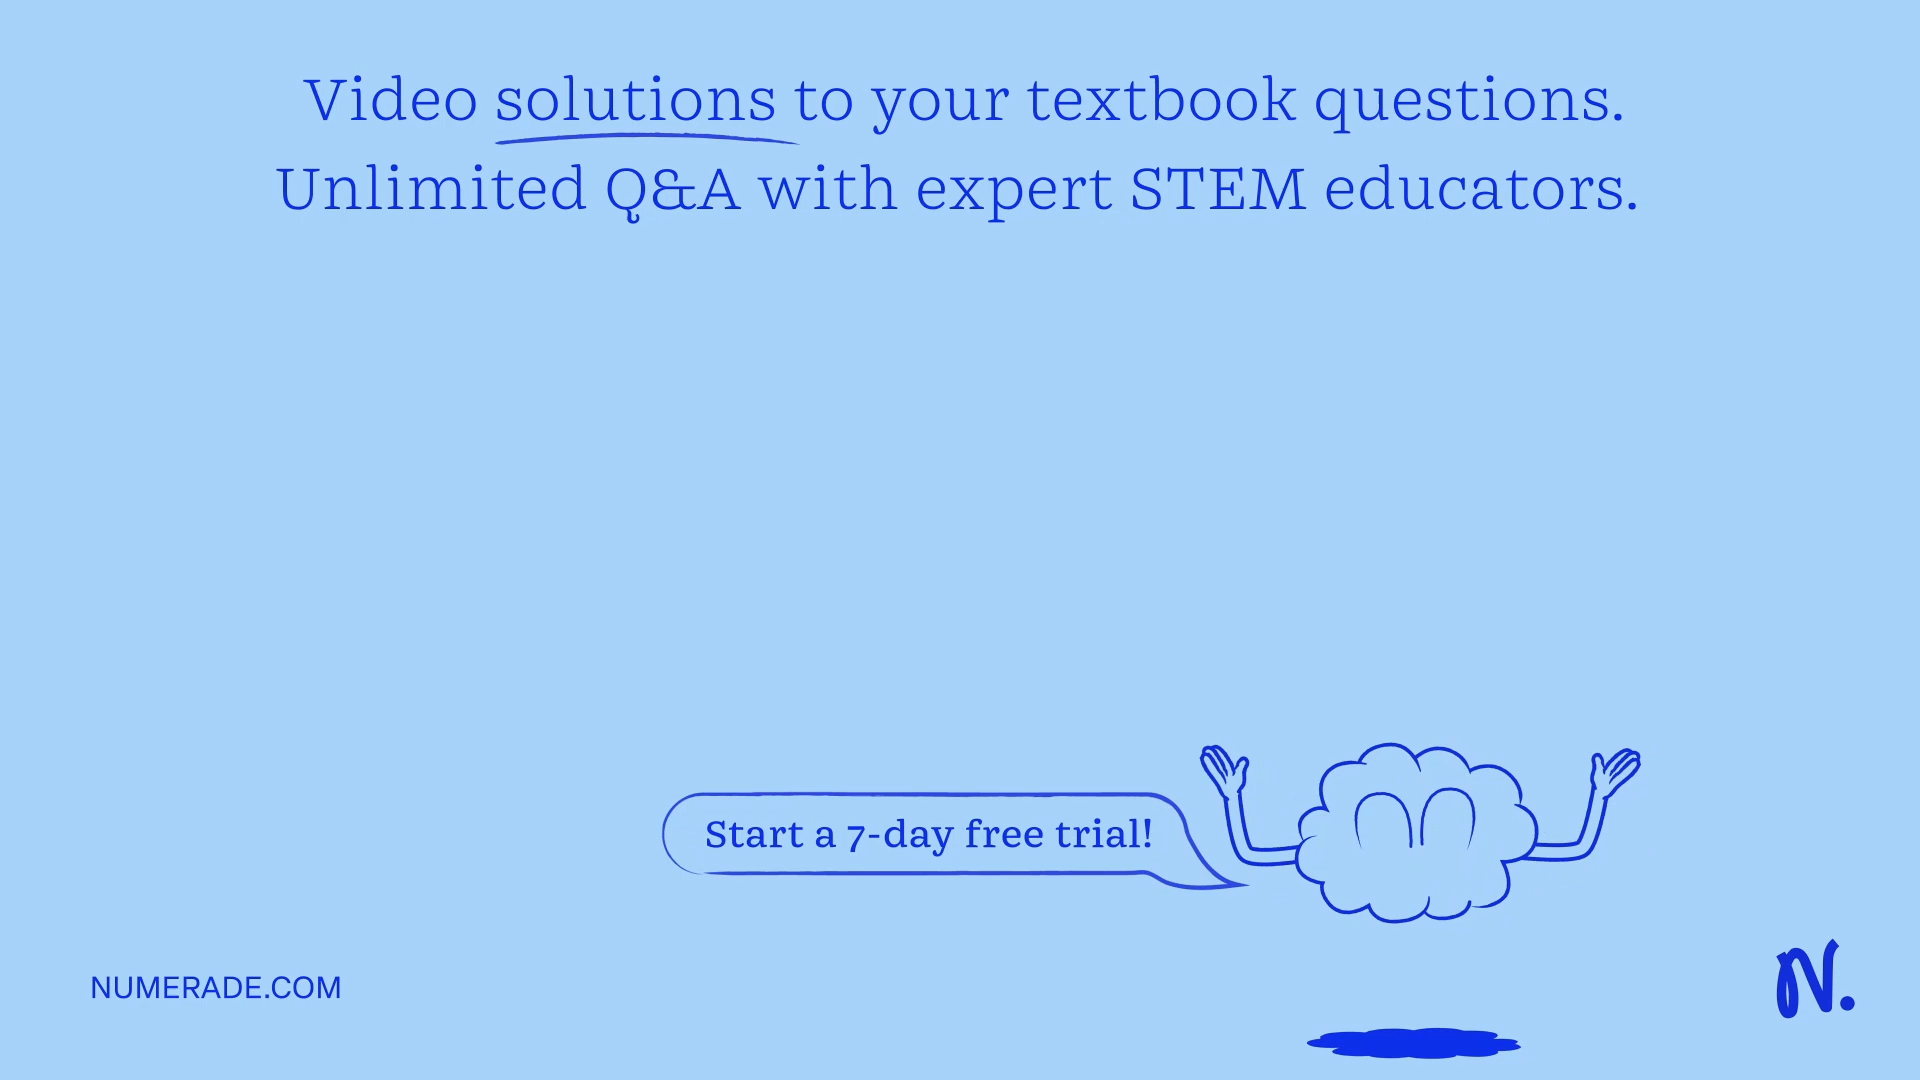 Video solutions to your textbook questions.
Unlimited Q&A with expert STEM educators.
Start a 7-day free trial!
NUMERADE.COM
N.